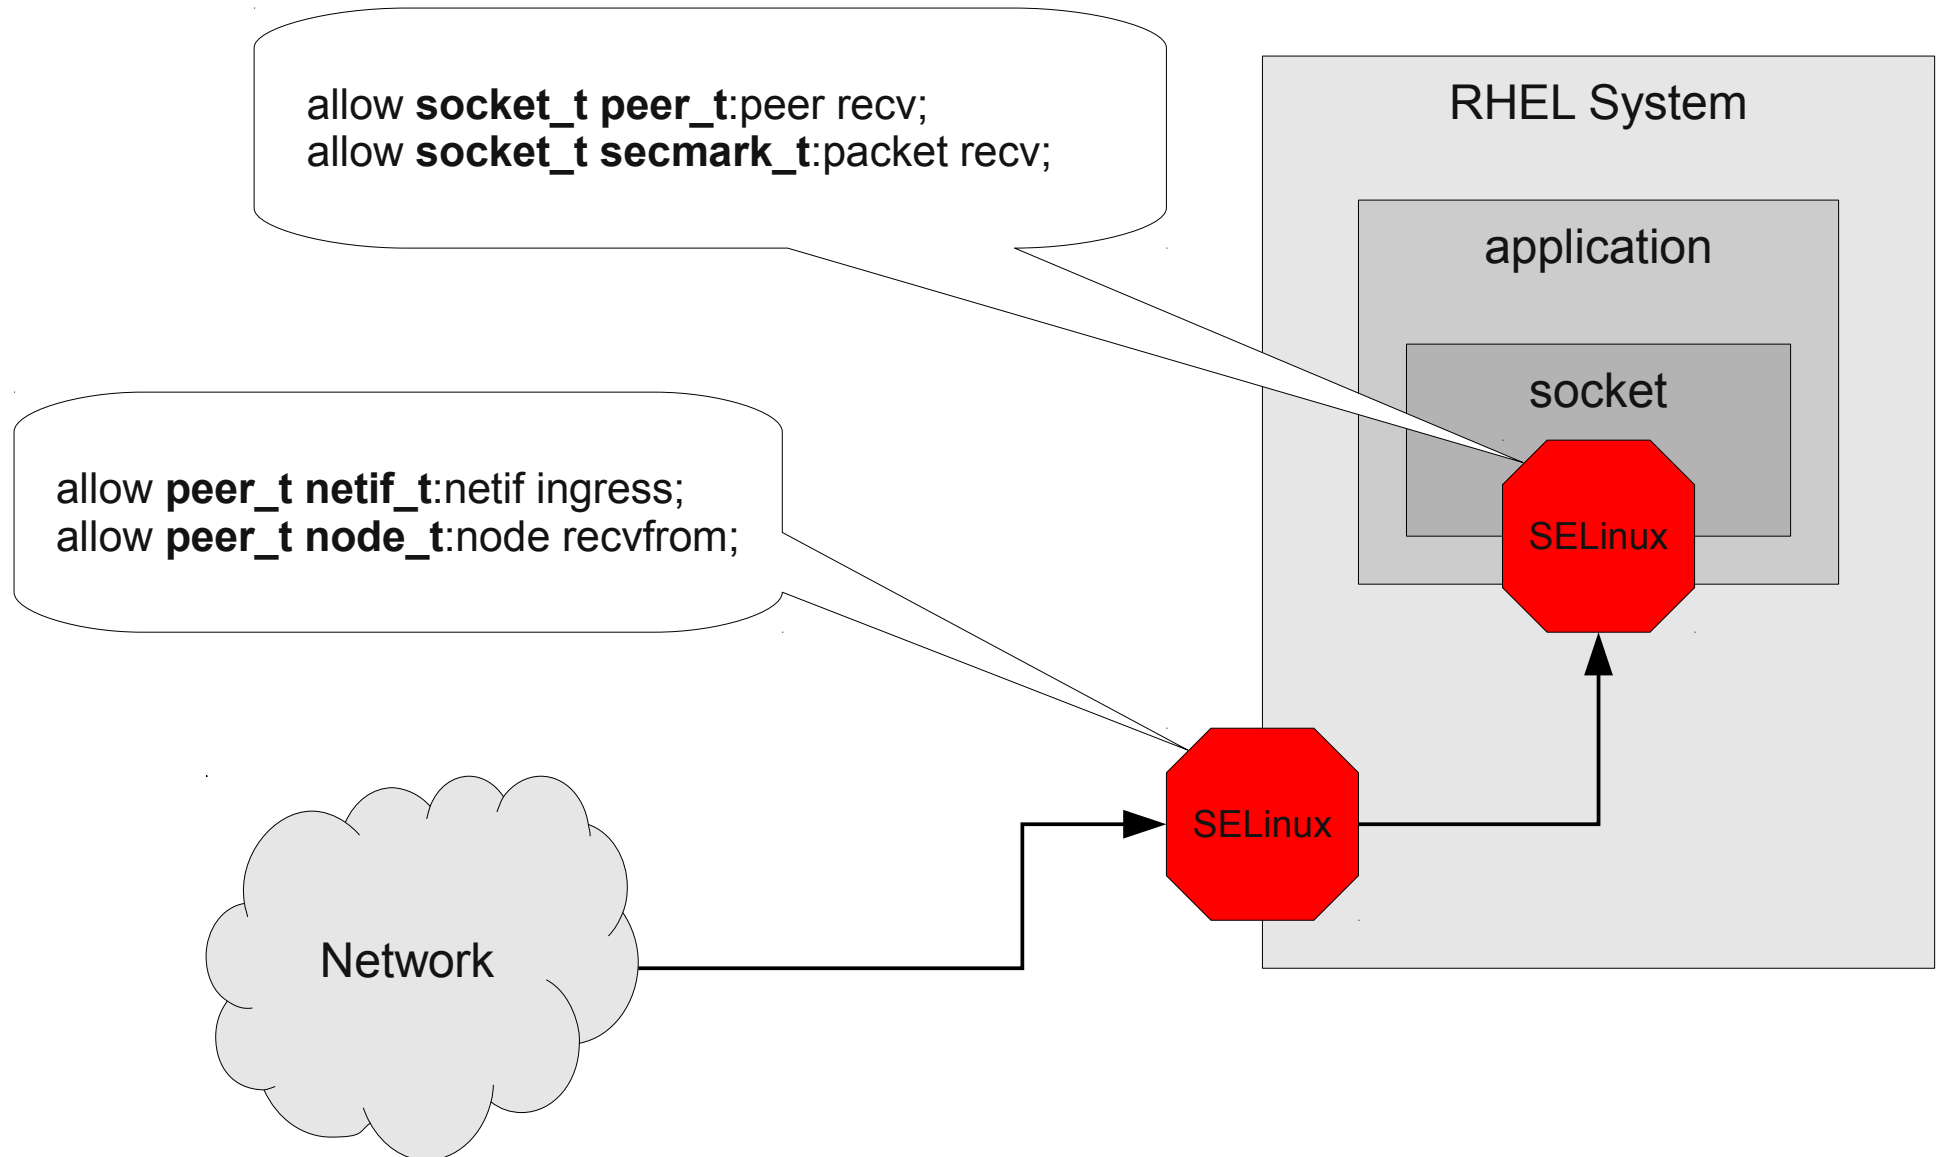 allow socket_t peer_t:peer recv;
allow socket_t secmark_t:packet recv;
RHEL System
application
socket
SELinux
allow peer_t netif_t:netif ingress;
allow peer_t node_t:node recvfrom;
SELinux
Network